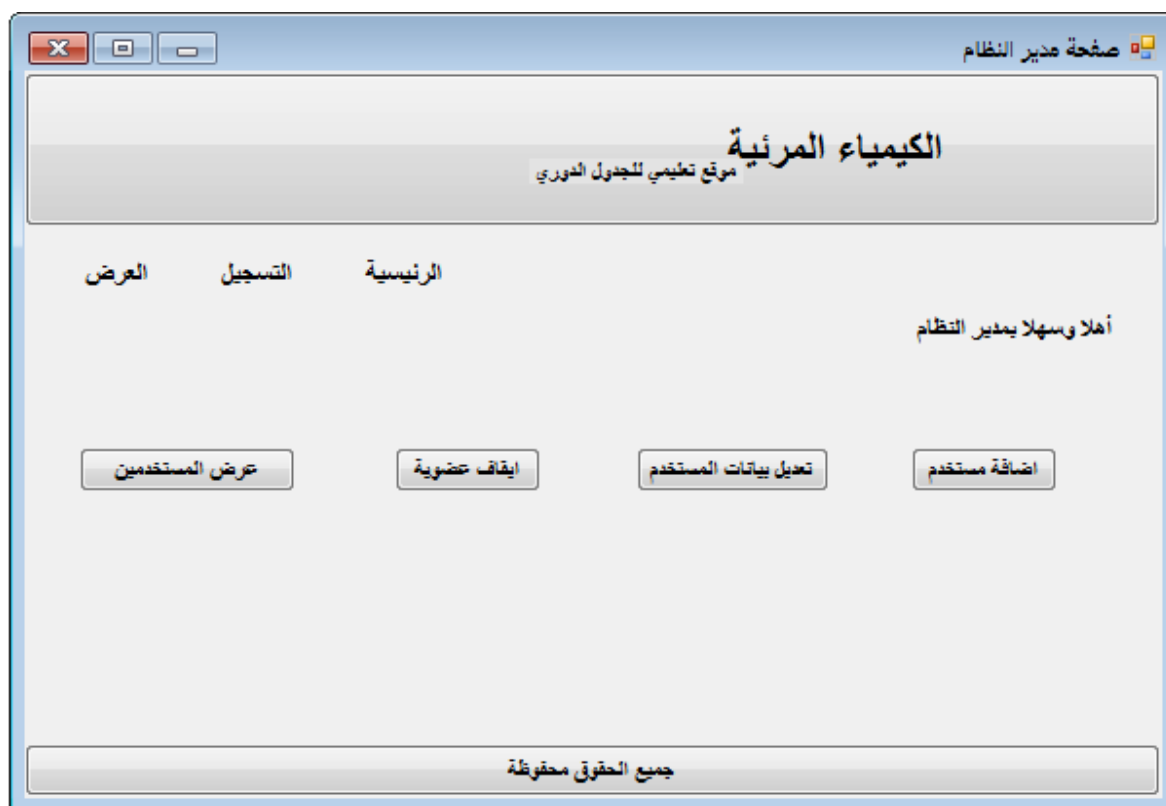 صفحة مدير النظام
الكيمياء المرئية
موقع تعليمي للجدول الدوري
الرئيسية التسجيل العرض
أهلا وسهلا بمدير النظام
اضافة مستخدم تعديل بيانات المستخدم ايقاف عضوية عرض المستخدمين
جميع الحقوق محفوظة